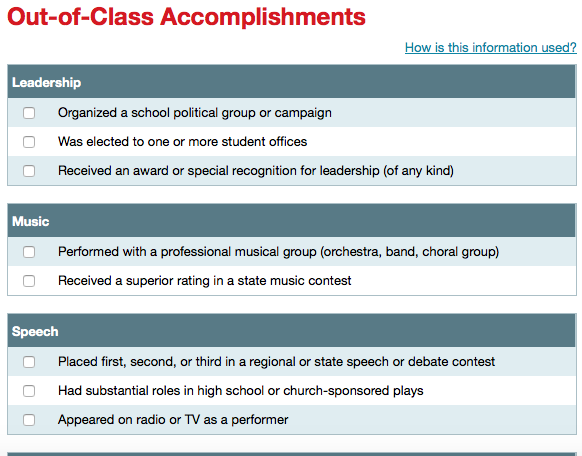 Out-of-Class Accomplishments
How is this information used?
Leadership
Organized a school political group or campaign
Was elected to one or more student offices
Received an award or special recognition for leadership (of any kind)
Music
Performed with a professional musical group (orchestra, band, choral group)
Received a superior rating in a state music contest
Speech
Placed first, second, or third in a regional or state speech or debate contest
Had substantial roles in high school or church-sponsored plays
Appeared on radio or TV as a performer